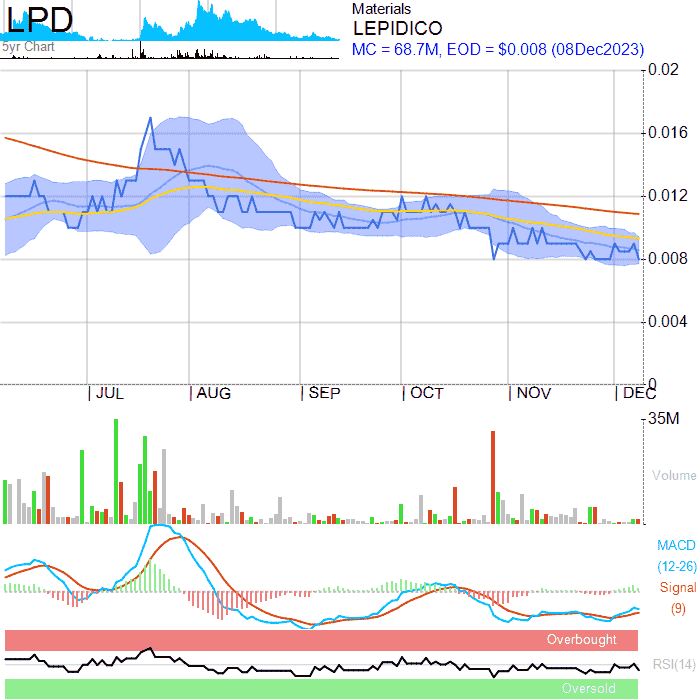 LPD
5yr Chart
Materials
LEPIDICO
MC = 68.7M, EOD = $0.008 (08Dec2023)
0.02
0.016
0.012
0.008
0.004
0
JUL AUG SEP OCT NOV DEC
35M
Volume
MACD
(12-26)
Signal
(9)
Overbought
RSI(14)
Oversold